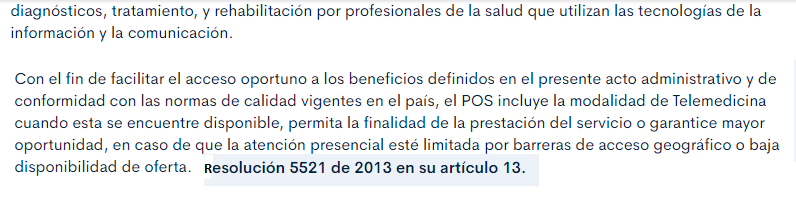 diagnósticos, tratamiento, y rehabilitación por profesionales de la salud que utilizan las tecnologías de la
información y la comunicación.
Con el fin de facilitar el acceso oportuno a los beneficios definidos en el presente acto administrativo y de
conformidad con las normas de calidad vigentes en el país, el POS incluye la modalidad de Telemedicina
cuando esta se encuentre disponible, permita la finalidad de la prestación del servicio o garantice mayor
oportunidad, en caso de que la atención presencial esté limitada por barreras de acceso geográfico o baja
disponibilidad de oferta. Resolución 5521 de 2013 en su artículo 13.